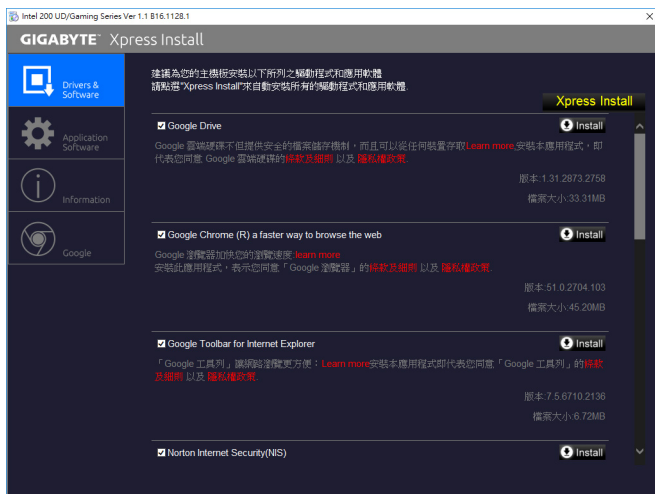 Intel 200 UD/Gaming Series Ver 1.1 B16.1128.1
GIGABYTE™ Xpress Install
Drivers &
Software
Application
Software
Information
Google
建議為您的主機板安裝以下所列之驅動程式和應用軟體
請點選"Xpress Install"來自動安裝所有的驅動程式和應用軟體.
Xpress Install
Google Drive
Install
Google 雲端硬碟不但提供安全的檔案儲存機制，而且可以從任何裝置存取Learn more,安裝本應用程式，即
代表您同意 Google 雲端硬碟的條款及細則 以及 隱私權政策.
版本:1.31.2873.2758
檔案大小:33.31MB
Google Chrome (R) a faster way to browse the web
Install
Google 瀏覽器加快您的瀏覽速度:learn more
安裝此應用程式，表示您同意「Google 瀏覽器」的條款及細則 以及 隱私權政策.
版本:51.0.2704.103
檔案大小:45.20MB
Google Toolbar for Internet Explorer
Install
「Google 工具列」讓網路瀏覽更方便：Learn more安裝本應用程式即代表您同意「Google 工具列」的條款
及細則 以及 隱私權政策.
版本:7.5.6710.2136
檔案大小:6.72MB
Norton Internet Security(NIS)
Install